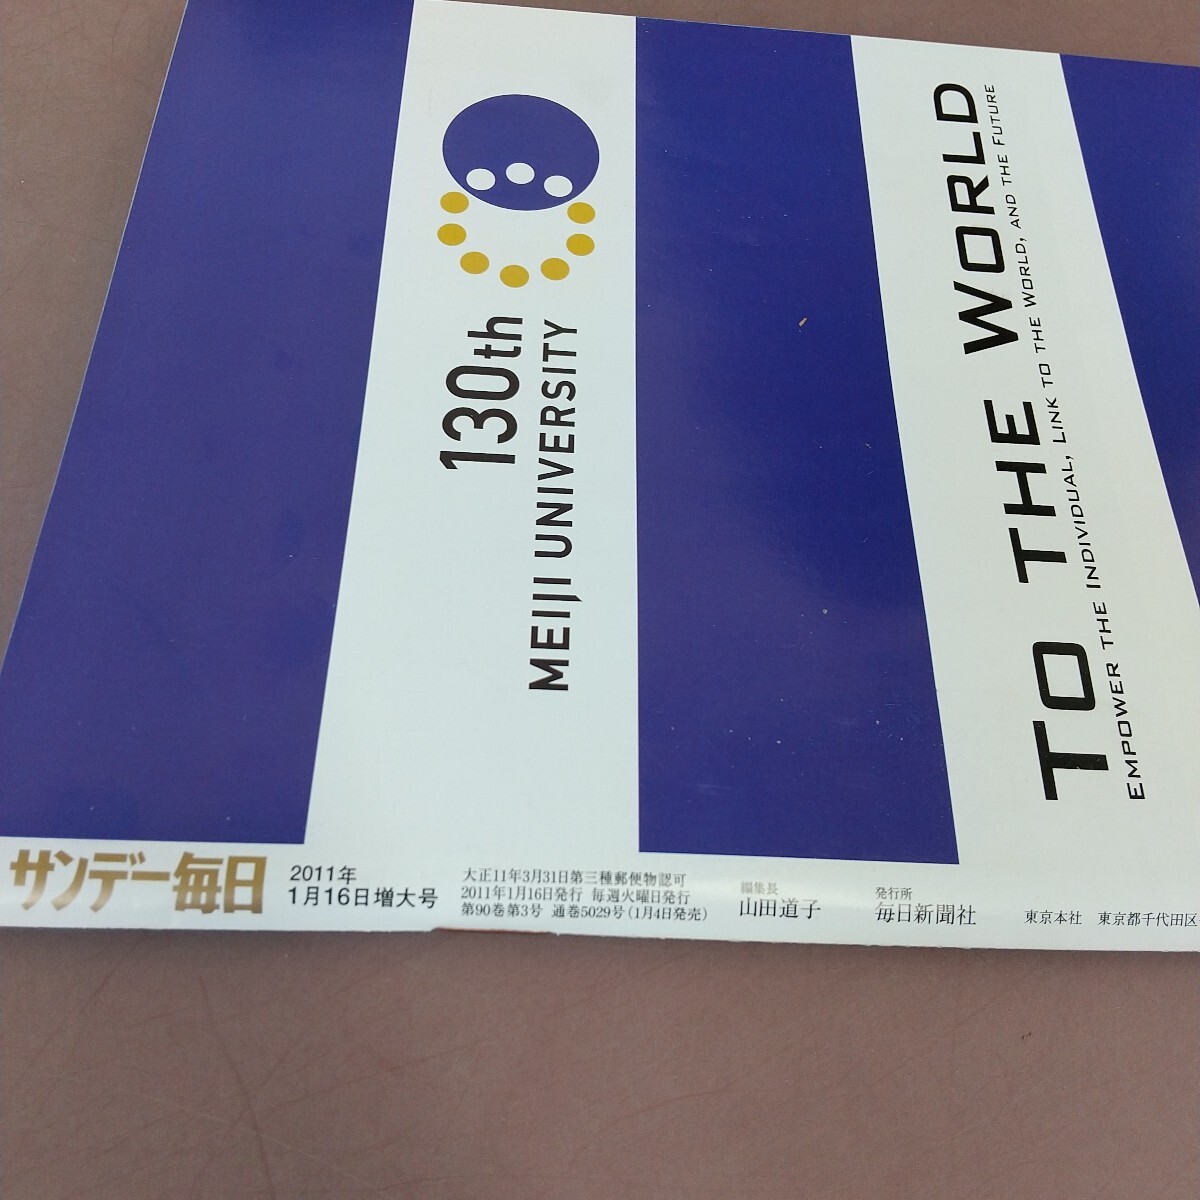 130th
MEIJI UNIVERSITY
TO THE WORLD
EMPOWER THE INDIVIDUAL, LINK TO THE WORLD, AND THE FUTURE
サンデー毎日
2011年
1月16日増大号
大正11年3月31日第三種郵便物認可
2011年1月16日発行 毎週火曜日発行
第90巻第3号 通巻5029号(1月4日発売)
編集長
山田道子
発行所
毎日新聞社
東京本社 東京都千代田区